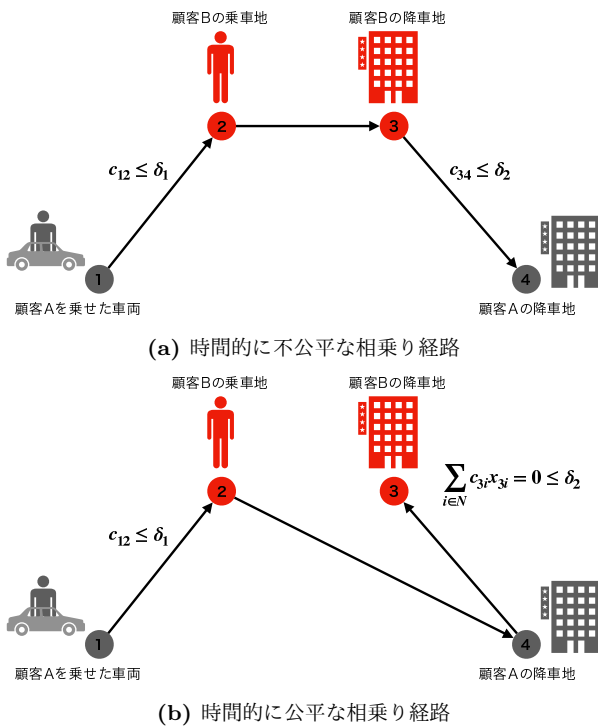 顧客Bの乗車地 顧客Bの降車地
2 3
c₁₂ ≤ δ₁ c₃₄ ≤ δ₂
1 4
顧客Aを乗せた車両 顧客Aの降車地
(a) 時間的に不公平な相乗り経路
顧客Bの乗車地 顧客Bの降車地
2 3
∑_{i∈N} c₃ᵢx₃ᵢ = 0 ≤ δ₂
c₁₂ ≤ δ₁
1 4
顧客Aを乗せた車両 顧客Aの降車地
(b) 時間的に公平な相乗り経路